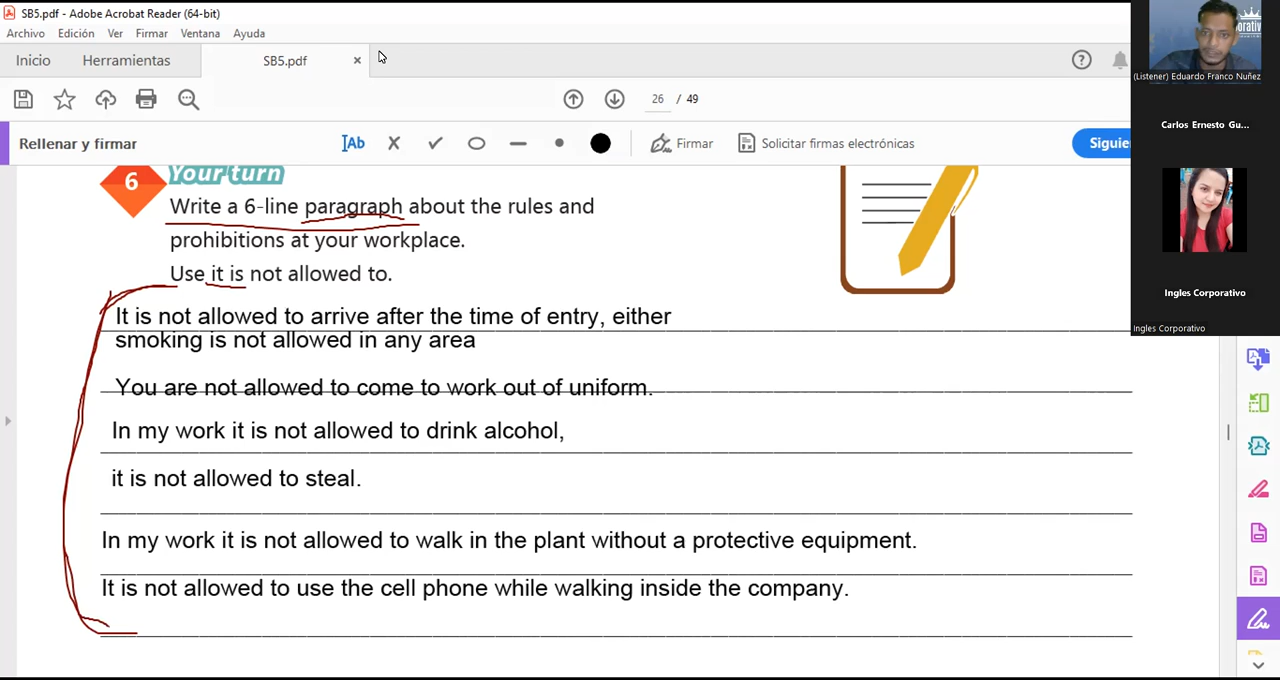 SB5.pdf - Adobe Acrobat Reader (64-bit)
Archivo Edición Ver Firmar Ventana Ayuda
Inicio Herramientas SB5.pdf ×
26 / 49
Rellenar y firmar
Ab
Firmar
Solicitar firmas electrónicas
Siguie
6 Your turn
Write a 6-line paragraph about the rules and
prohibitions at your workplace.
Use it is not allowed to.
It is not allowed to arrive after the time of entry, either
smoking is not allowed in any area
You are not allowed to come to work out of uniform.
In my work it is not allowed to drink alcohol,
it is not allowed to steal.
In my work it is not allowed to walk in the plant without a protective equipment.
It is not allowed to use the cell phone while walking inside the company.
(Listener) Eduardo Franco Nuñez
Carlos Ernesto Gu...
Ingles Corporativo
Ingles Corporativo